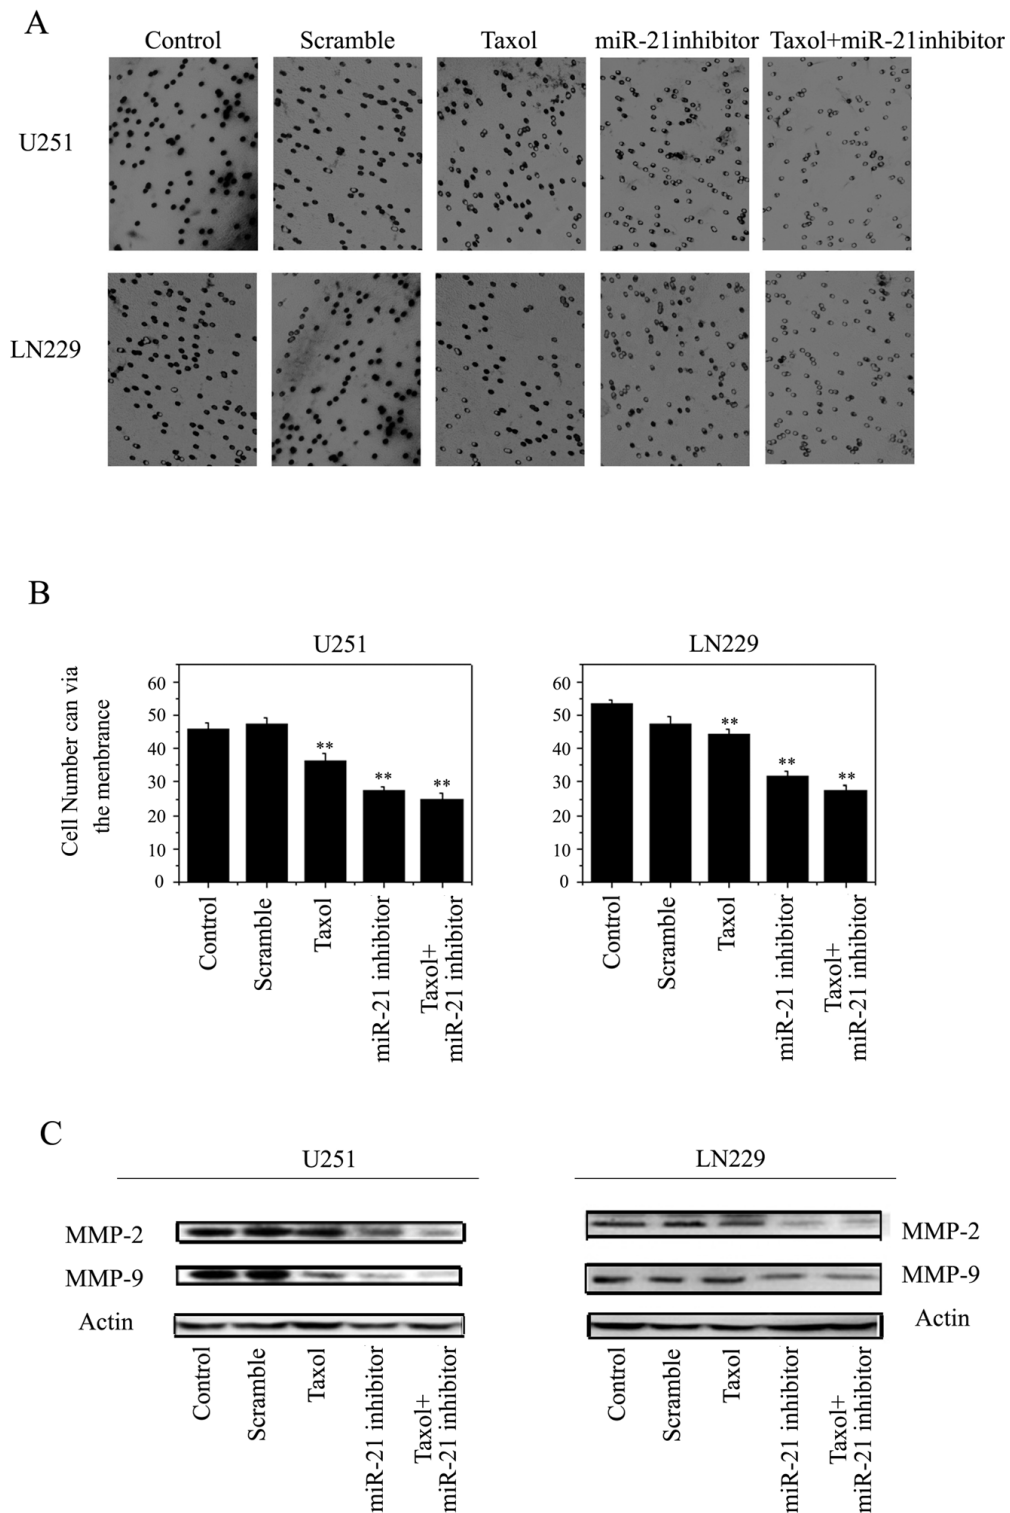 A
Control Scramble Taxol miR-21inhibitor Taxol+miR-21inhibitor
U251
LN229
B
U251
Cell Number can via
the menbrance
60
50
40
30
20
10
0
** ** **
Control
Scramble
Taxol
miR-21 inhibitor
Taxol+
miR-21 inhibitor
LN229
60
50
40
30
20
10
0
** ** **
Control
Scramble
Taxol
miR-21 inhibitor
Taxol+
miR-21 inhibitor
C
U251
MMP-2
MMP-9
Actin
Control
Scramble
Taxol
miR-21 inhibitor
Taxol+
miR-21 inhibitor
LN229
MMP-2
MMP-9
Actin
Control
Scramble
Taxol
miR-21 inhibitor
Taxol+
miR-21 inhibitor